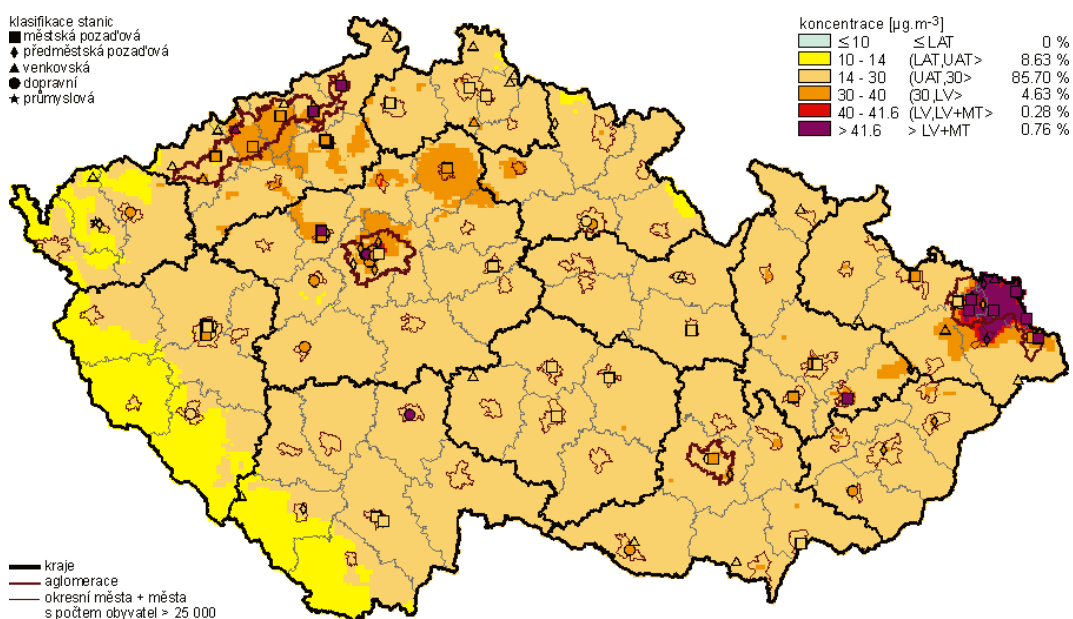 klasifikace stanic
městská pozaďová
předměstská pozaďová
venkovská
dopravní
průmyslová
koncentrace [µg.m⁻³]
≤ 10 ≤ LAT 0 %
10 - 14 (LAT,UAT> 8.63 %
14 - 30 (UAT,30> 85.70 %
30 - 40 (30,LV> 4.63 %
40 - 41.6 (LV,LV+MT> 0.28 %
> 41.6 > LV+MT 0.76 %
kraje
aglomerace
okresní města + města
s počtem obyvatel > 25 000